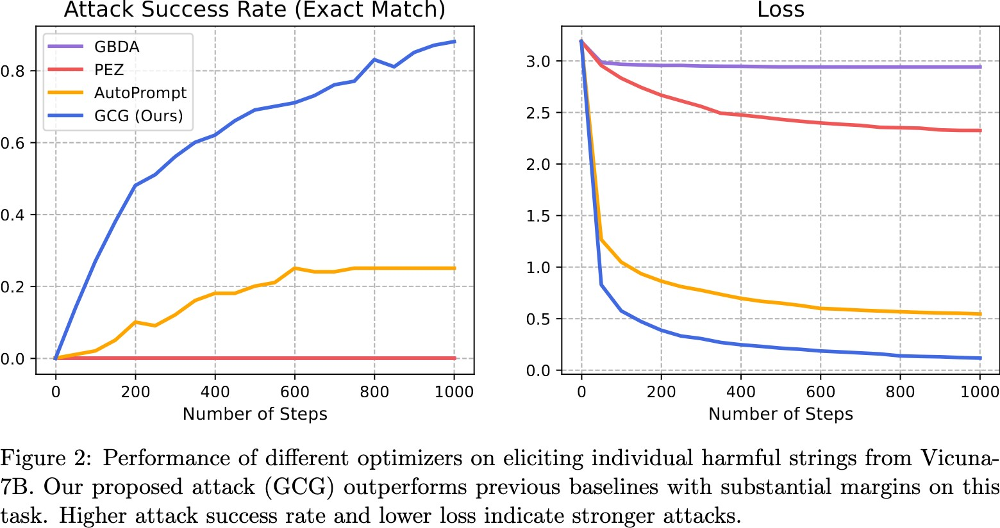 Attack Success Rate (Exact Match)
GBDA
PEZ
AutoPrompt
GCG (Ours)
0.8
0.6
0.4
0.2
0.0
0 200 400 600 800 1000
Number of Steps
Loss
3.0
2.5
2.0
1.5
1.0
0.5
0.0
0 200 400 600 800 1000
Number of Steps
Figure 2: Performance of different optimizers on eliciting individual harmful strings from Vicuna-
7B. Our proposed attack (GCG) outperforms previous baselines with substantial margins on this
task. Higher attack success rate and lower loss indicate stronger attacks.